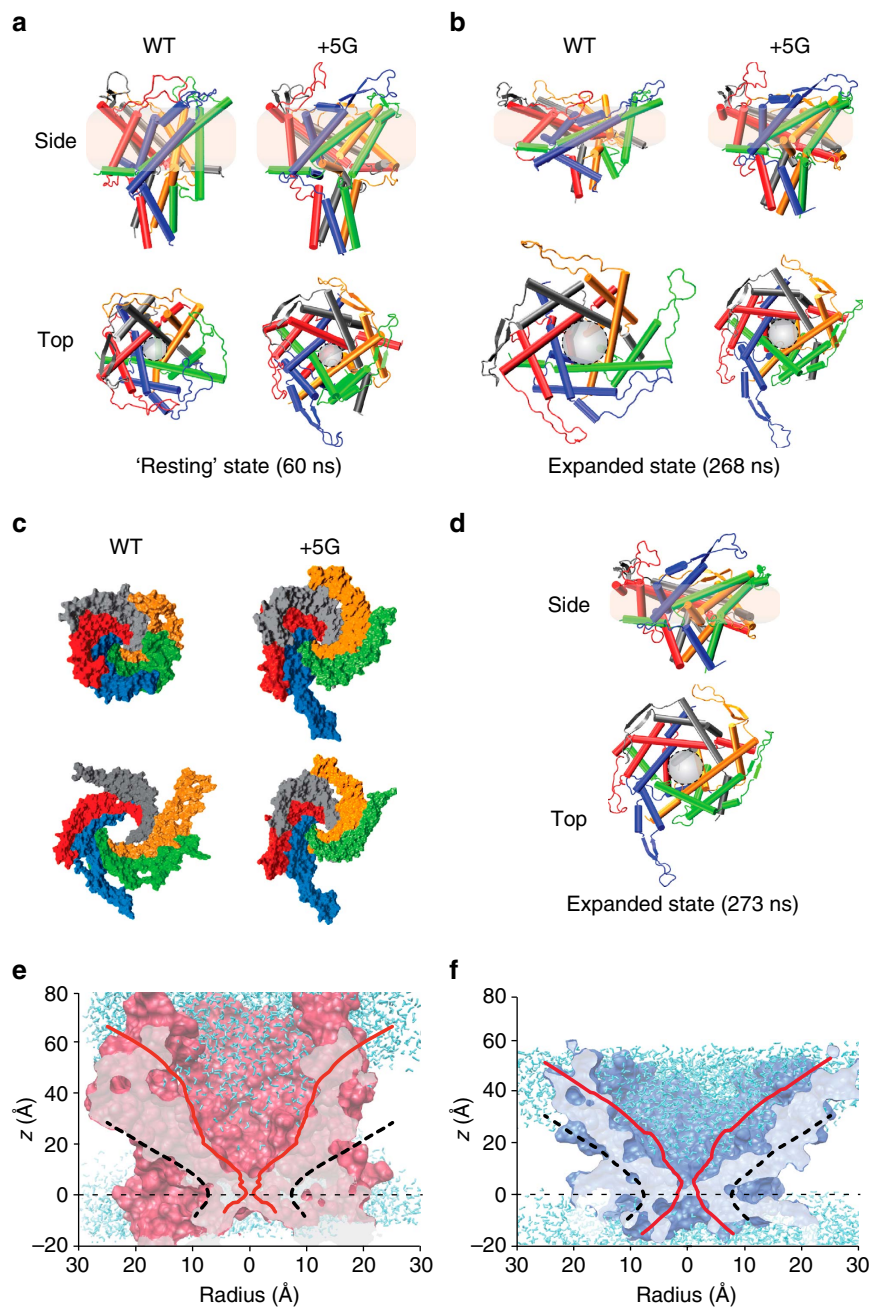 a
WT
+5G
Side
Top
'Resting' state (60 ns)
b
WT
+5G
Expanded state (268 ns)
c
WT
+5G
d
Side
Top
Expanded state (273 ns)
e
80
60
40
20
0
–20
z (Å)
30 20 10 0 10 20 30
Radius (Å)
f
80
60
40
20
0
–20
z (Å)
30 20 10 0 10 20 30
Radius (Å)